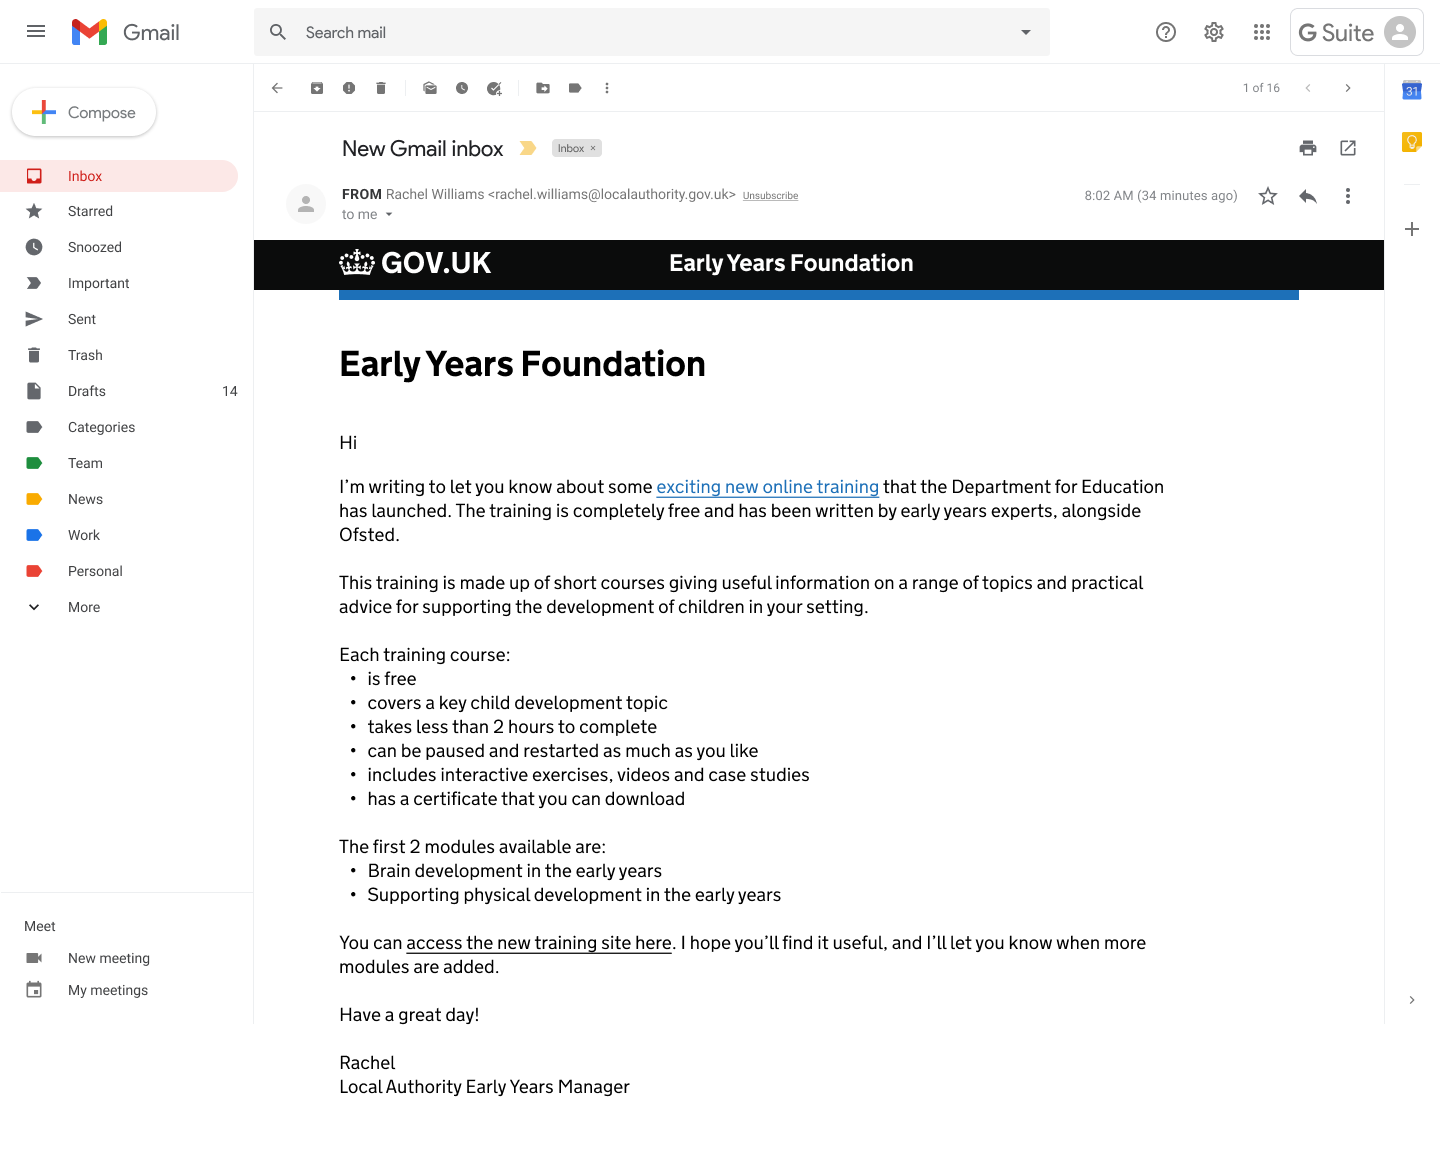 Gmail
Search mail
G Suite
Compose
1 of 16
31
New Gmail inbox
Inbox ×
Inbox
FROM Rachel Williams <rachel.williams@localauthority.gov.uk> Unsubscribe
8:02 AM (34 minutes ago)
to me
Starred
Snoozed
Important
Sent
Trash
Drafts 14
Categories
Team
News
Work
Personal
More
Meet
New meeting
My meetings
GOV.UK
Early Years Foundation
Early Years Foundation
Hi
I’m writing to let you know about some exciting new online training that the Department for Education
has launched. The training is completely free and has been written by early years experts, alongside
Ofsted.
This training is made up of short courses giving useful information on a range of topics and practical
advice for supporting the development of children in your setting.
Each training course:
• is free
• covers a key child development topic
• takes less than 2 hours to complete
• can be paused and restarted as much as you like
• includes interactive exercises, videos and case studies
• has a certificate that you can download
The first 2 modules available are:
• Brain development in the early years
• Supporting physical development in the early years
You can access the new training site here. I hope you’ll find it useful, and I’ll let you know when more
modules are added.
Have a great day!
Rachel
Local Authority Early Years Manager